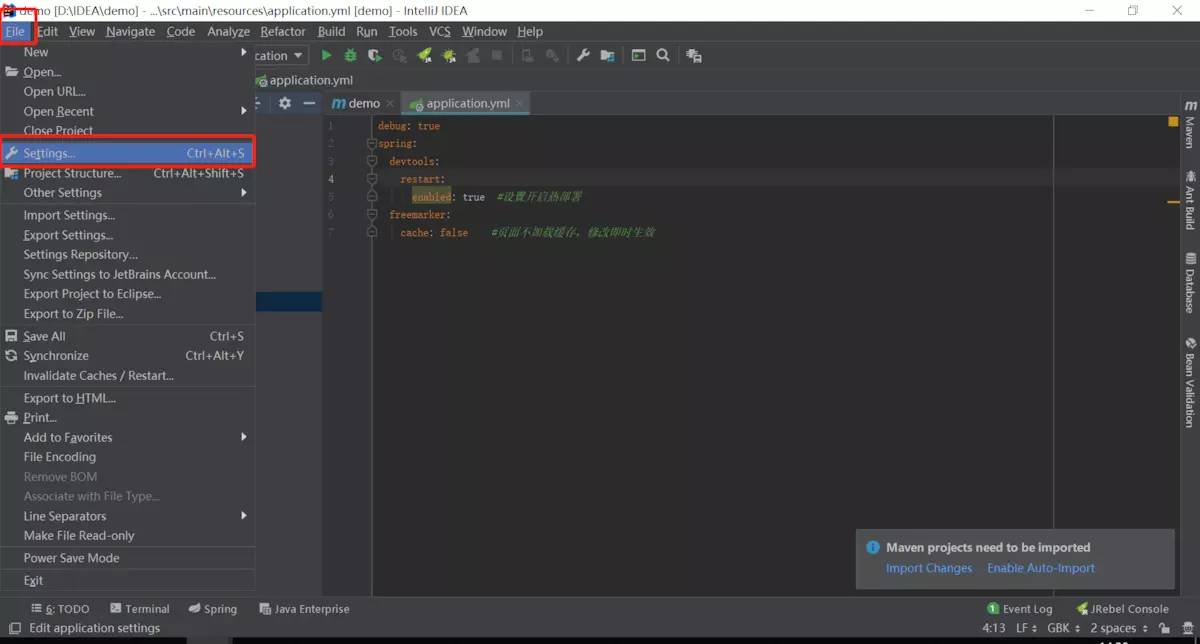 demo [D:\IDEA\demo] - ...\src\main\resources\application.yml [demo] - IntelliJ IDEA
File Edit View Navigate Code Analyze Refactor Build Run Tools VCS Window Help
New
Open...
Open URL...
Open Recent
Close Project
Settings... Ctrl+Alt+S
Project Structure... Ctrl+Alt+Shift+S
Other Settings
Import Settings...
Export Settings...
Settings Repository...
Sync Settings to JetBrains Account...
Export Project to Eclipse...
Export to Zip File...
Save All Ctrl+S
Synchronize Ctrl+Alt+Y
Invalidate Caches / Restart...
Export to HTML...
Print...
Add to Favorites
File Encoding
Remove BOM
Associate with File Type...
Line Separators
Make File Read-only
Power Save Mode
Exit
cation
application.yml
demo application.yml
1 debug: true
2 spring:
3 devtools:
4 restart:
5 enabled: true #设置开启热部署
6 freemarker:
7 cache: false #页面不加载缓存，修改即时生效
m
Maven
Ant Build
Database
Bean Validation
Maven projects need to be imported
Import Changes Enable Auto-Import
6: TODO Terminal Spring Java Enterprise
1 Event Log JRebel Console
Edit application settings
4:13 LF GBK 2 spaces